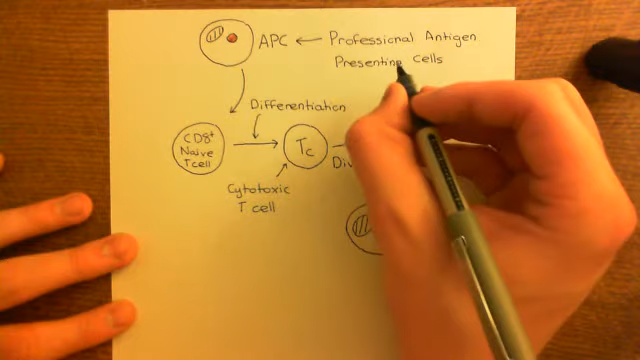 APC ← Professional Antigen
Presenting Cells
Differentiation
CD8⁺
Naive
T cell
Tc
Cytotoxic
T cell